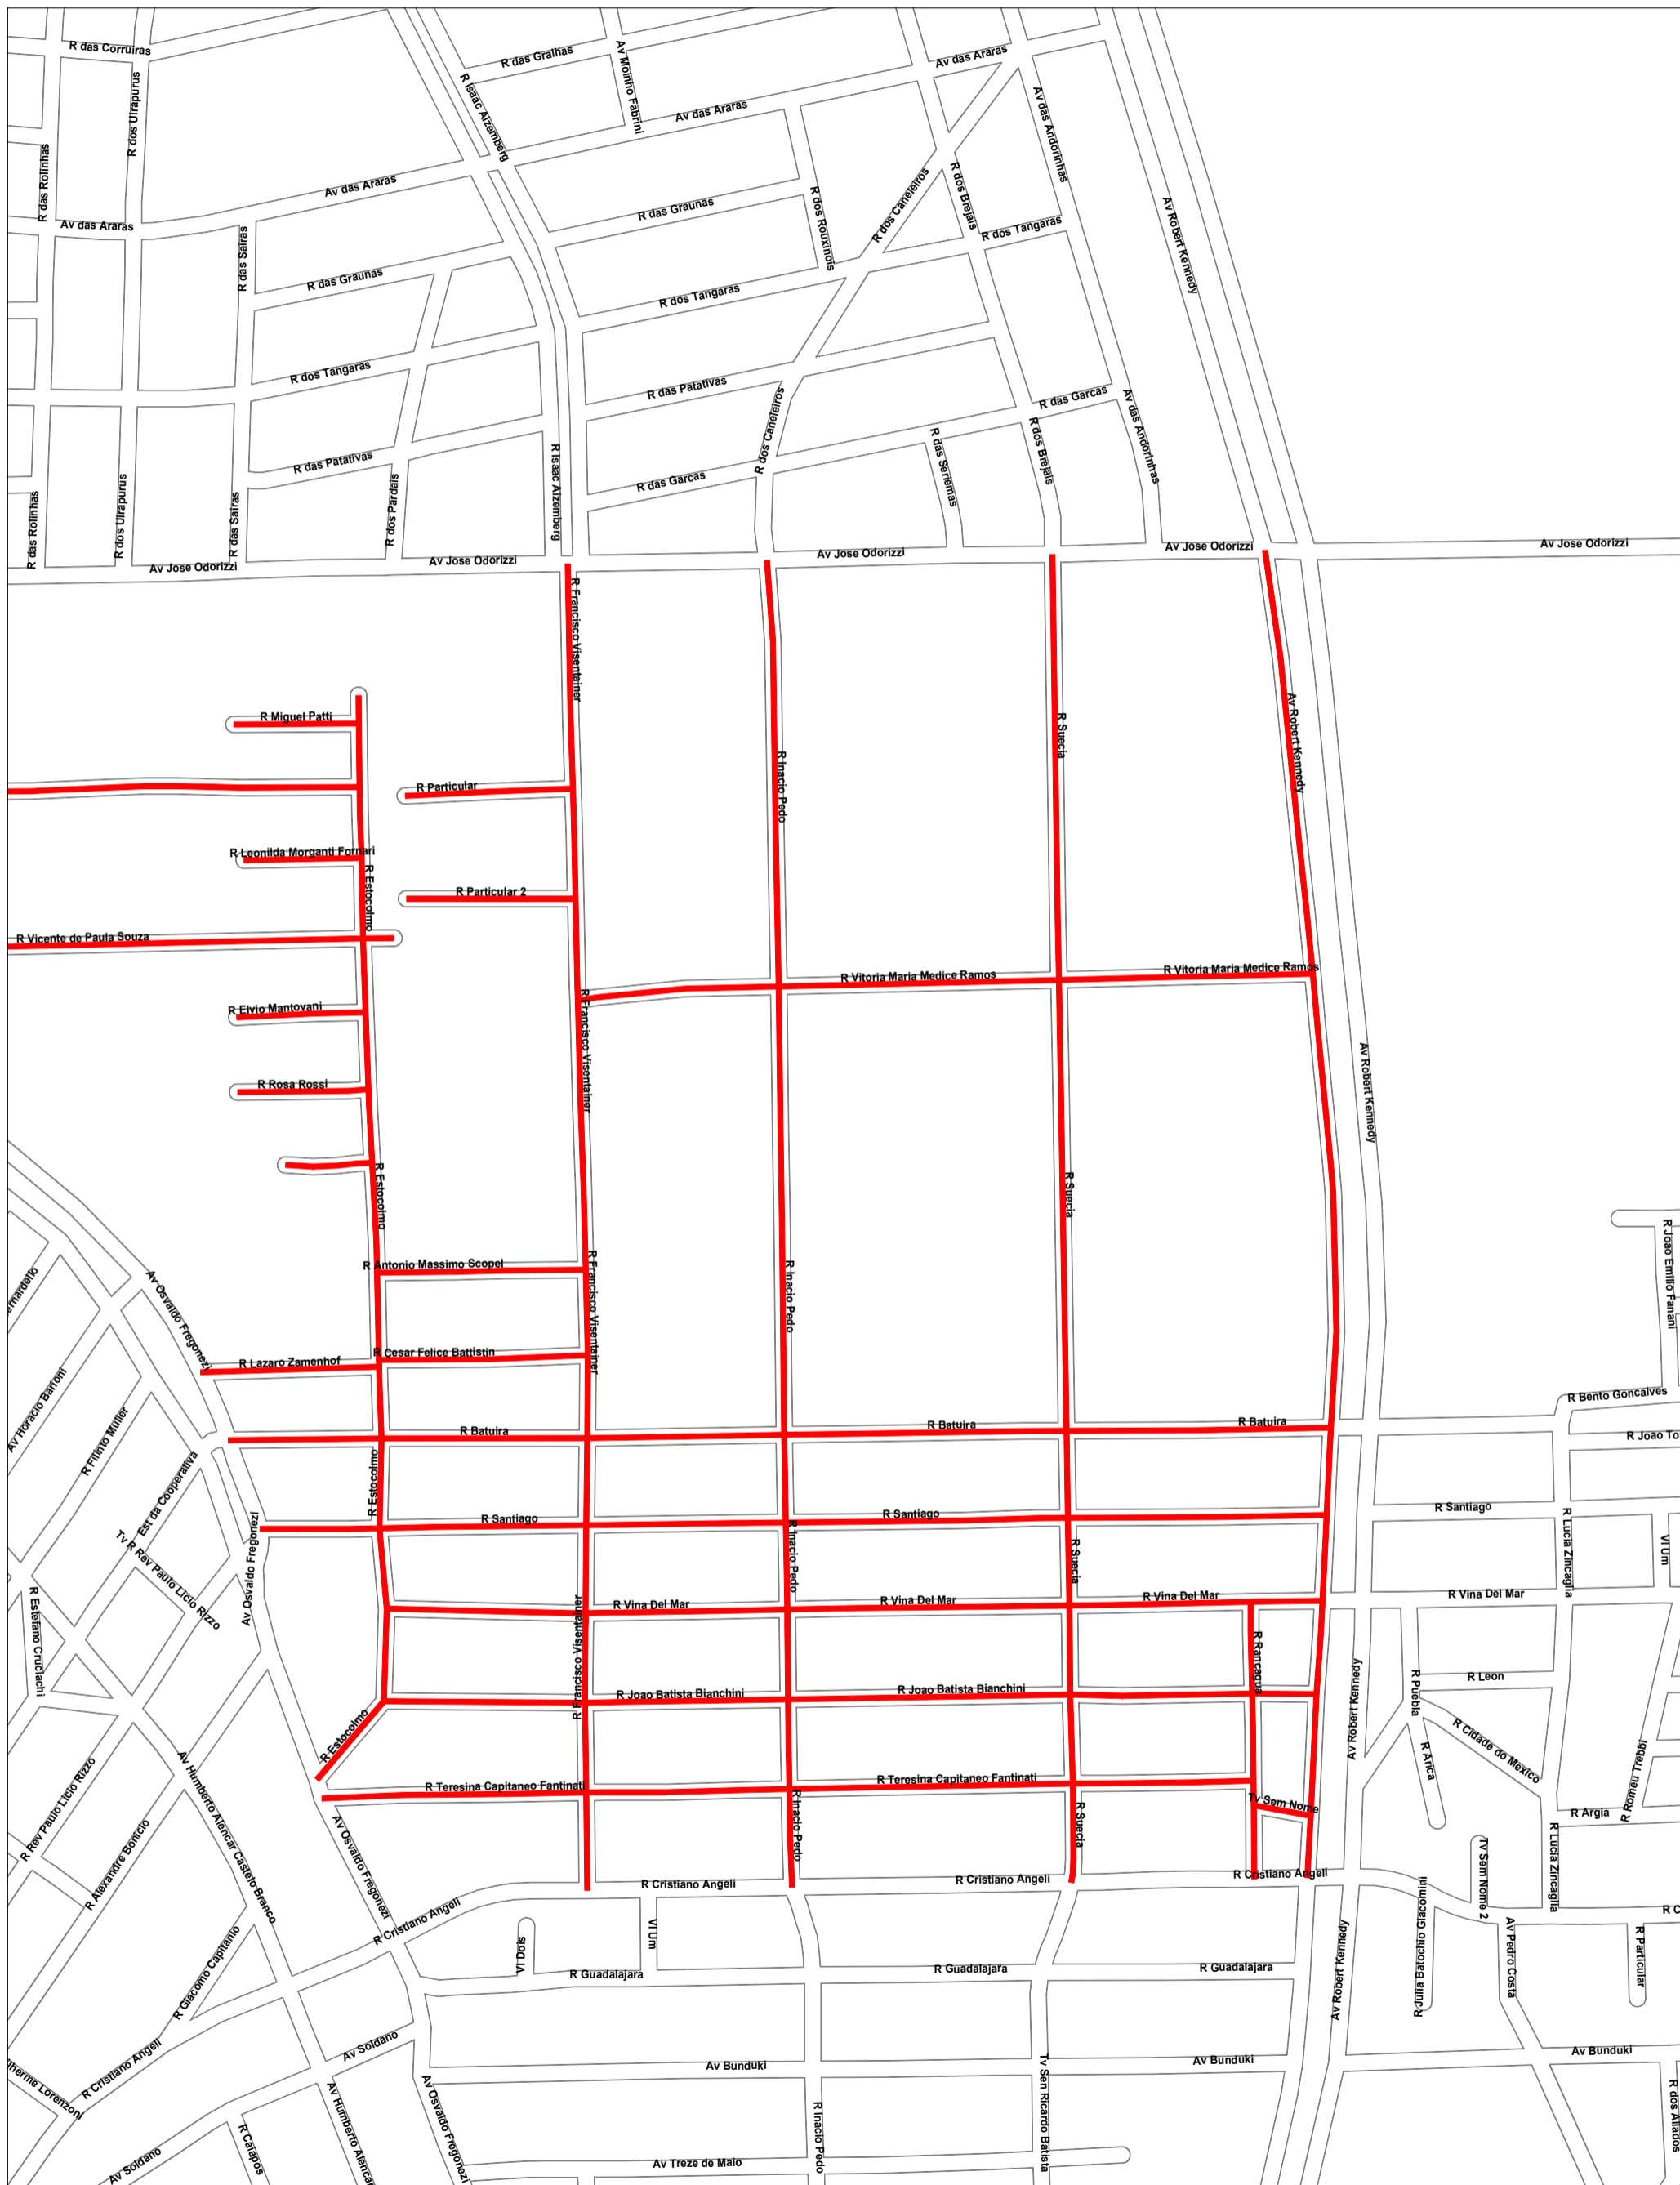 R das Corruiras
R das Gralhas
Av Moinho Fabrini
Av das Araras
R dos Uirapurus
R Isaac Aizemberg
Av das Araras
Av das Andorinhas
R das Rolinhas
Av das Araras
R dos Caneleiros
R dos Brejais
Av das Araras
R das Graunas
R dos Rouxinois
R dos Tangaras
Av Robert Kennedy
R das Sairas
R das Graunas
R dos Tangaras
R dos Tangaras
R das Patativas
R dos Caneleiros
R das Garcas
Av das Andorinhas
R das Patativas
R Isaac Aizemberg
R das Garcas
R das Seriemas
R dos Brejais
R das Rolinhas
R dos Uirapurus
R das Sairas
R dos Pardais
Av Jose Odorizzi
Av Jose Odorizzi
Av Jose Odorizzi
Av Jose Odorizzi
Av Jose Odorizzi
R Francisco Visentainer
R Miguel Patti
R Suecia
Av Robert Kennedy
R Inacio Pedo
R Particular
R Leonilda Morganti Fornari
R Estocolmo
R Particular 2
R Vicente de Paula Souza
R Vitoria Maria Medice Ramos
R Vitoria Maria Medice Ramos
R Elvio Mantovani
R Francisco Visentainer
Av Robert Kennedy
R Rosa Rossi
R Estocolmo
R Suecia
R Joao Emilio Fanani
R Antonio Massimo Scopel
R Francisco Visentainer
R Inacio Pedo
ernardello
Av Osvaldo Fregonezi
R Lazaro Zamenhof
R Cesar Felice Battistin
Av Horacio Barioni
R Filinto Muller
R Bento Goncalves
R Batuira
R Batuira
R Batuira
R Joao To
Est da Cooperativa
R Estocolmo
R Santiago
R Santiago
R Santiago
R Lucia Zincaglia
Vl Um
Tv R Rev Paulo Licio Rizzo
Av Osvaldo Fregonezi
R Inacio Pedo
R Suecia
R Estefano Cruciachi
R Francisco Visentainer
R Vina Del Mar
R Vina Del Mar
R Vina Del Mar
R Vina Del Mar
R Rancagua
R Joao Batista Bianchini
R Joao Batista Bianchini
Av Robert Kennedy
R Puebla
R Leon
R Estocolmo
R Cidade do Mexico
R Arica
R Romeu Trebbi
R Rev Paulo Licio Rizzo
Av Humberto Alencar Castelo Branco
R Teresina Capitaneo Fantinati
R Teresina Capitaneo Fantinati
R Inacio Pedo
R Suecia
Tv Sem Nome
R Argia
R Alexandre Bonicio
Av Osvaldo Fregonezi
R Lucia Zincaglia
Tv Sem Nome 2
R Cristiano Angeli
R Cristiano Angeli
R Cristiano Angeli
R Cristiano Angeli
R C
R Giacomo Capitanio
Vl Dois
Vl Um
Av Robert Kennedy
R Julia Batochio Giacomini
Av Pedro Costa
R Particular
R Guadalajara
R Guadalajara
R Guadalajara
Av Soldano
R Cristiano Angeli
lherme Lorenzoni
Av Bunduki
Av Bunduki
Av Bunduki
Av Humberto Alencar
Av Osvaldo Fregonezi
R Inacio Pedo
Tv Sen Ricardo Batista
R dos Aliados
R Caiapos
Av Soldano
Av Treze de Maio